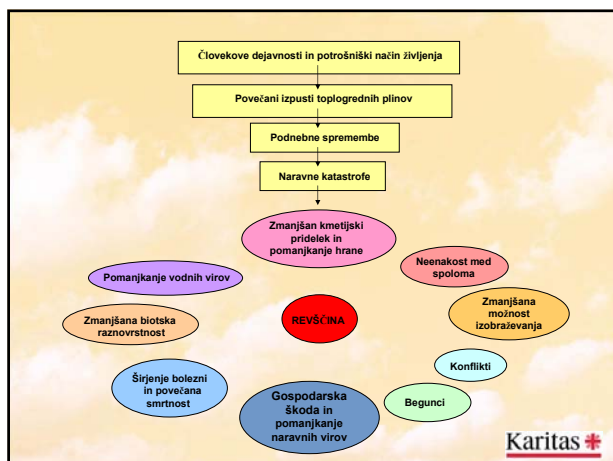 Človekove dejavnosti in potrošniški način življenja
Povečani izpusti toplogrednih plinov
Podnebne spremembe
Naravne katastrofe
Zmanjšan kmetijski
pridelek in
pomanjkanje hrane
Neenakost med
spoloma
Pomanjkanje vodnih virov
Zmanjšana
možnost
izobraževanja
Zmanjšana biotska
raznovrstnost
REVŠČINA
Konflikti
Širjenje bolezni
in povečana
smrtnost
Gospodarska
škoda in
pomanjkanje
naravnih virov
Begunci
Karitas